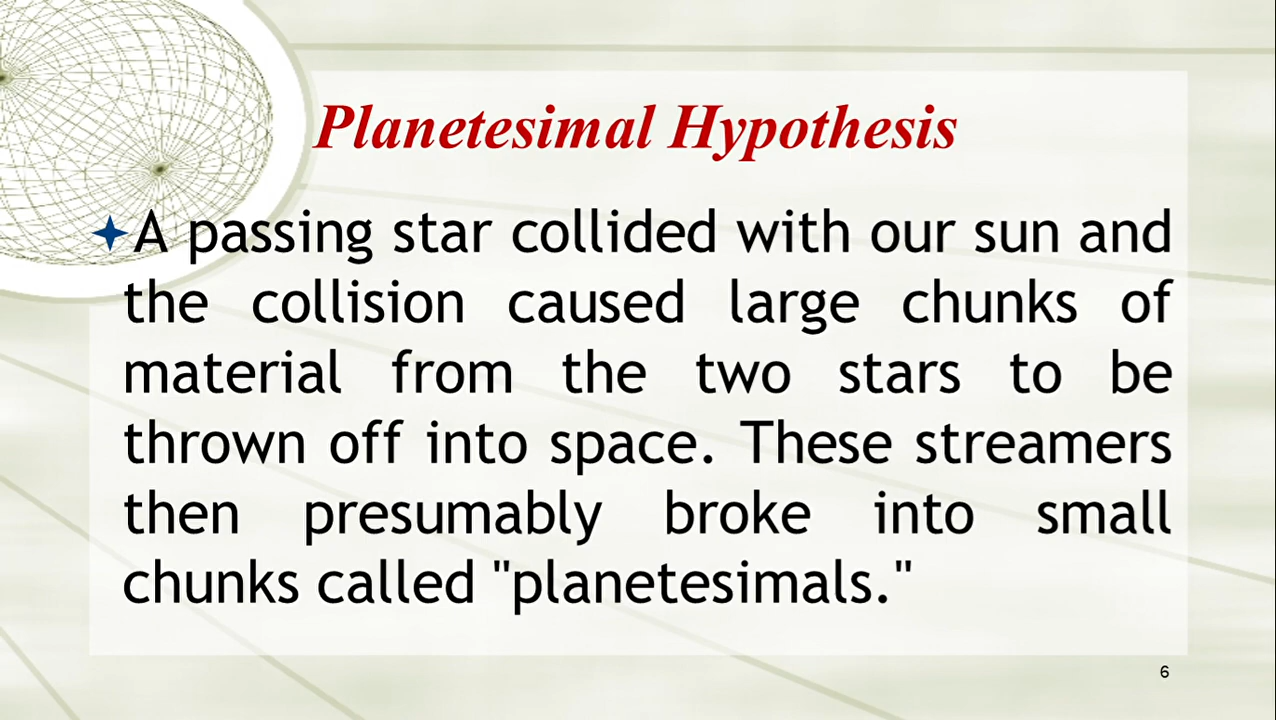 Planetesimal Hypothesis
A passing star collided with our sun and
the collision caused large chunks of
material from the two stars to be
thrown off into space. These streamers
then presumably broke into small
chunks called "planetesimals."
6